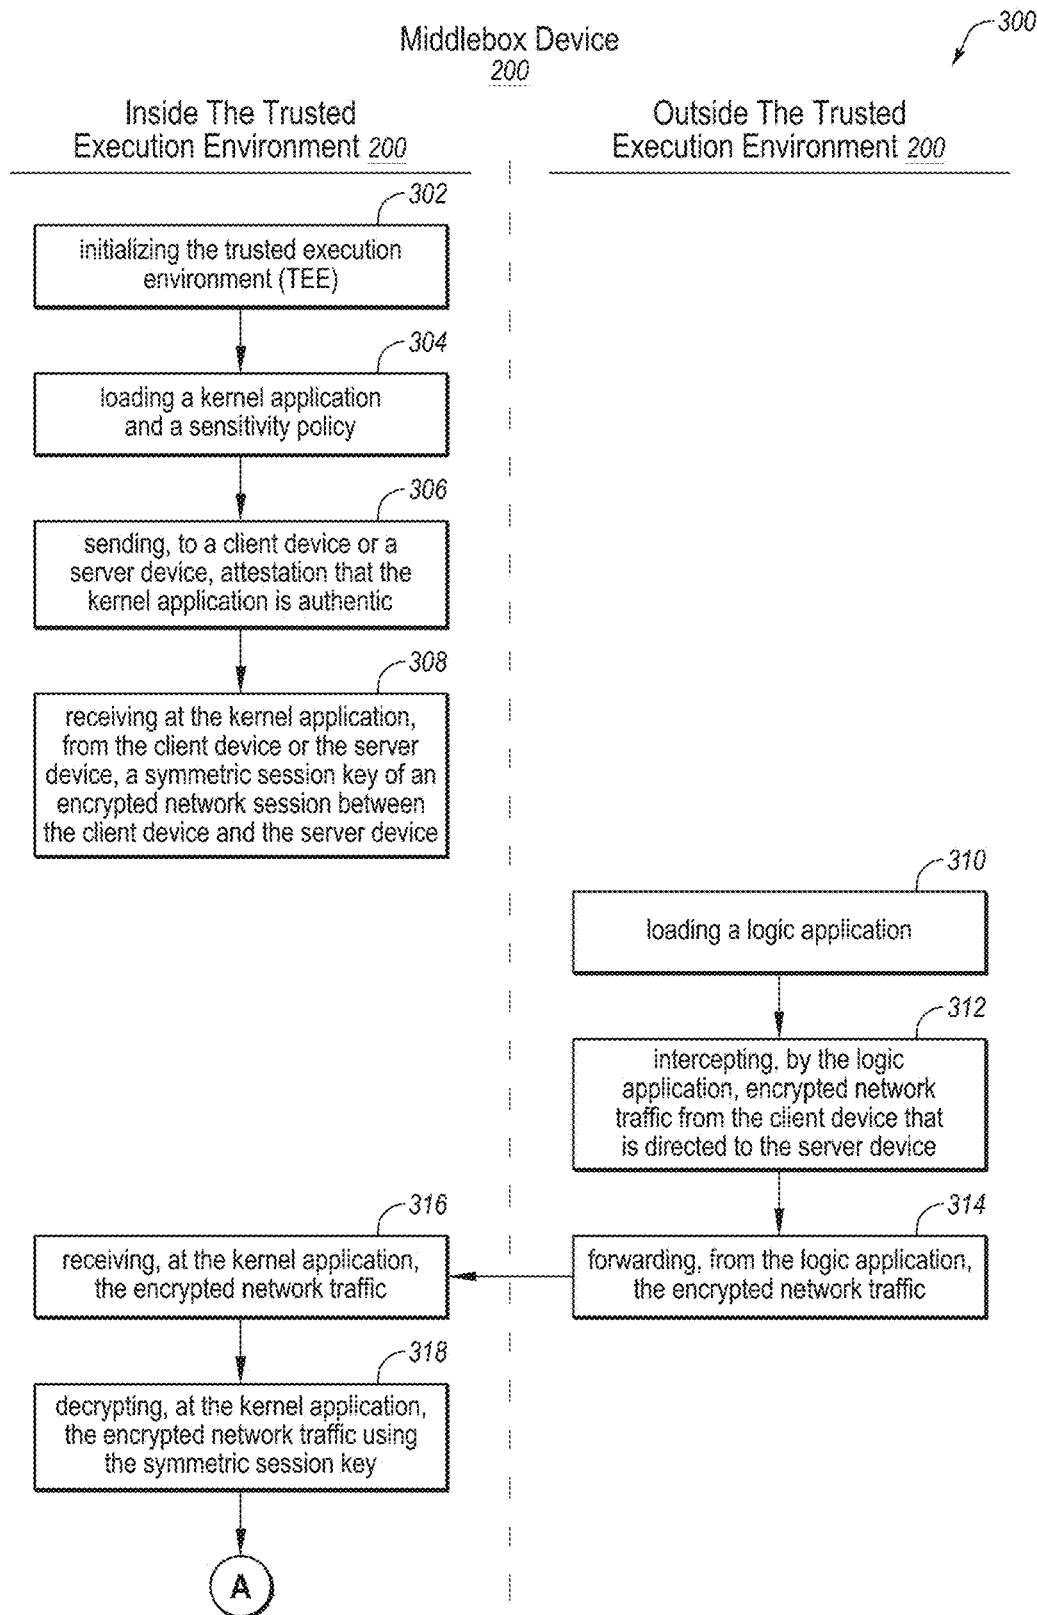 300
Middlebox Device
200
Inside The Trusted
Execution Environment 200
Outside The Trusted
Execution Environment 200
302
initializing the trusted execution
environment (TEE)
304
loading a kernel application
and a sensitivity policy
306
sending, to a client device or a
server device, attestation that the
kernel application is authentic
308
receiving at the kernel application,
from the client device or the server
device, a symmetric session key of an
encrypted network session between
the client device and the server device
310
loading a logic application
312
intercepting, by the logic
application, encrypted network
traffic from the client device that
is directed to the server device
314
forwarding, from the logic application,
the encrypted network traffic
316
receiving, at the kernel application,
the encrypted network traffic
318
decrypting, at the kernel application,
the encrypted network traffic using
the symmetric session key
A